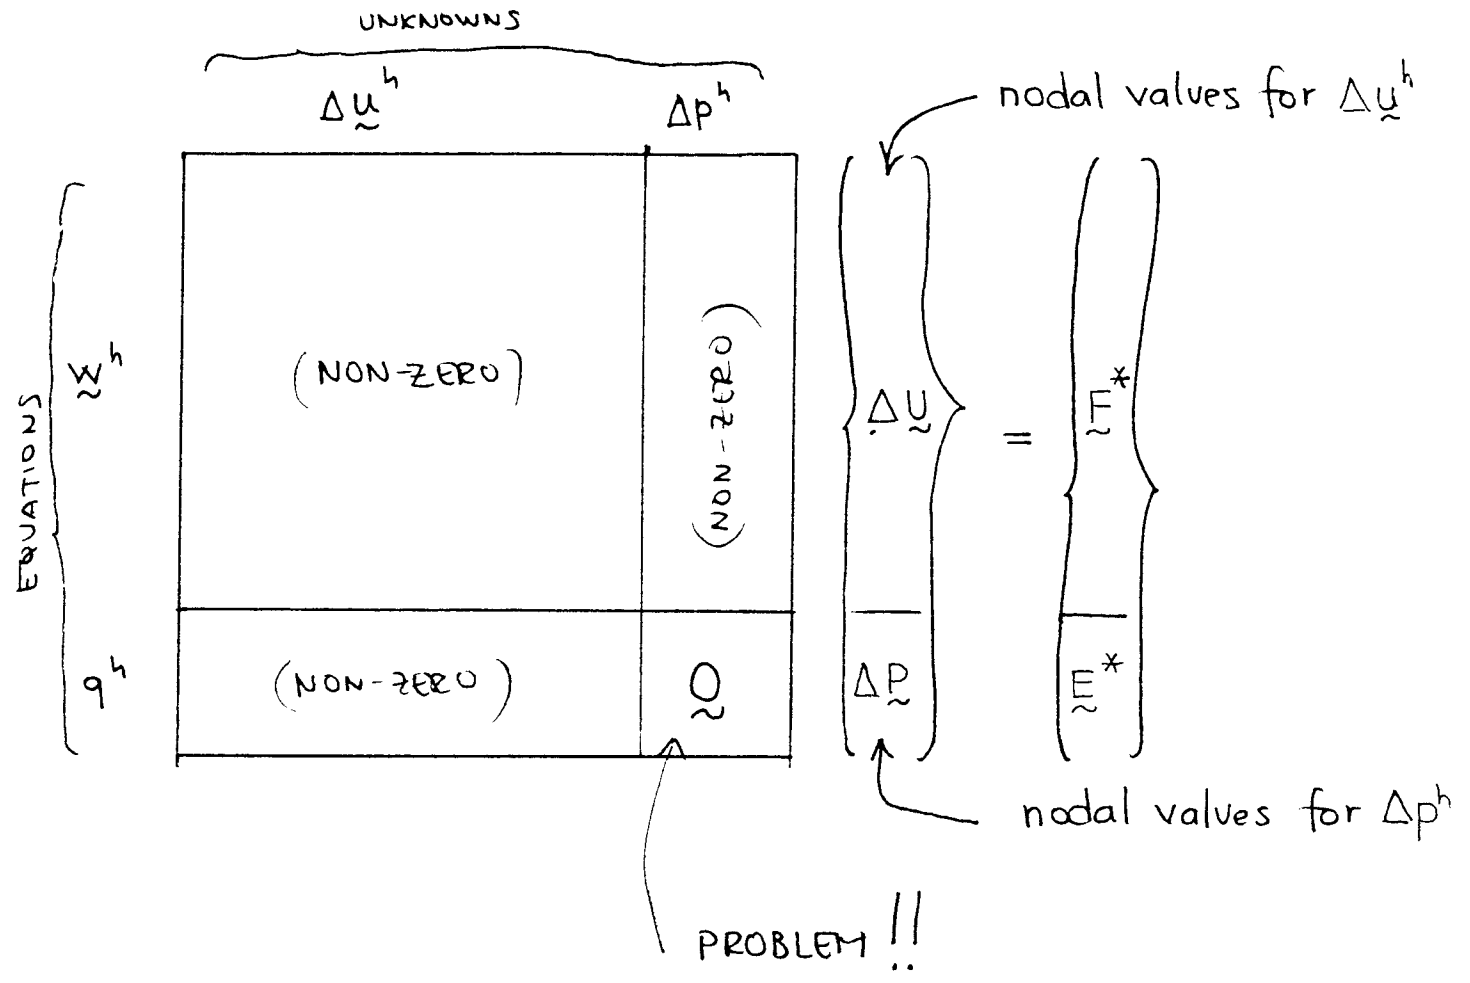 UNKNOWNS
Δu^h Δp^h
nodal values for Δu^h
EQUATIONS
w^h
(NON-ZERO)
(NON-ZERO)
ΔU
=
F*
q^h
(NON-ZERO)
0
ΔP
E*
nodal values for Δp^h
PROBLEM !!